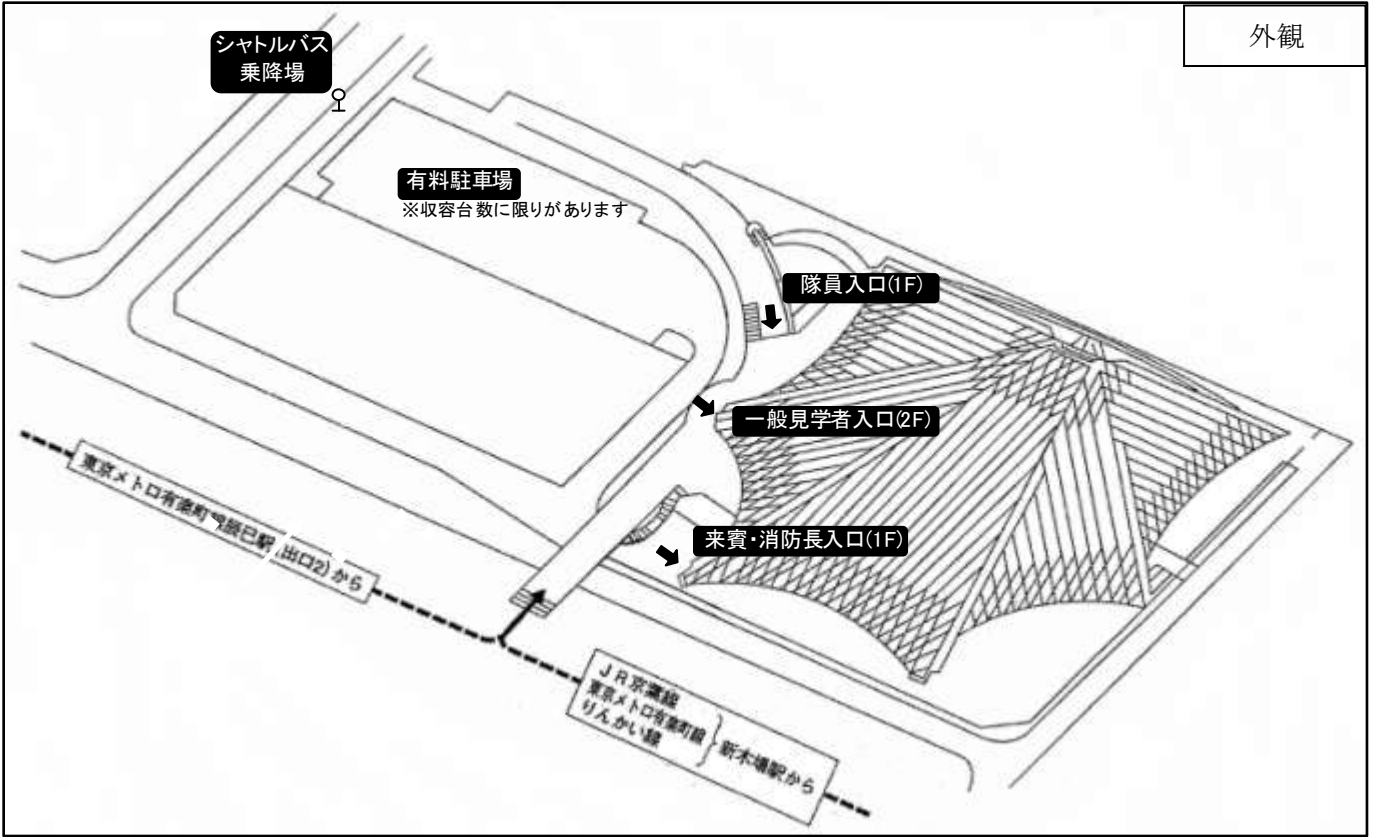 外観
シャトルバス
乗降場
有料駐車場
※収容台数に限りがあります
隊員入口(1F)
一般見学者入口(2F)
来賓・消防長入口(1F)
東京メトロ有楽町線辰巳駅(出口2)から
JR京葉線
東京メトロ有楽町線
りんかい線
新木場駅から